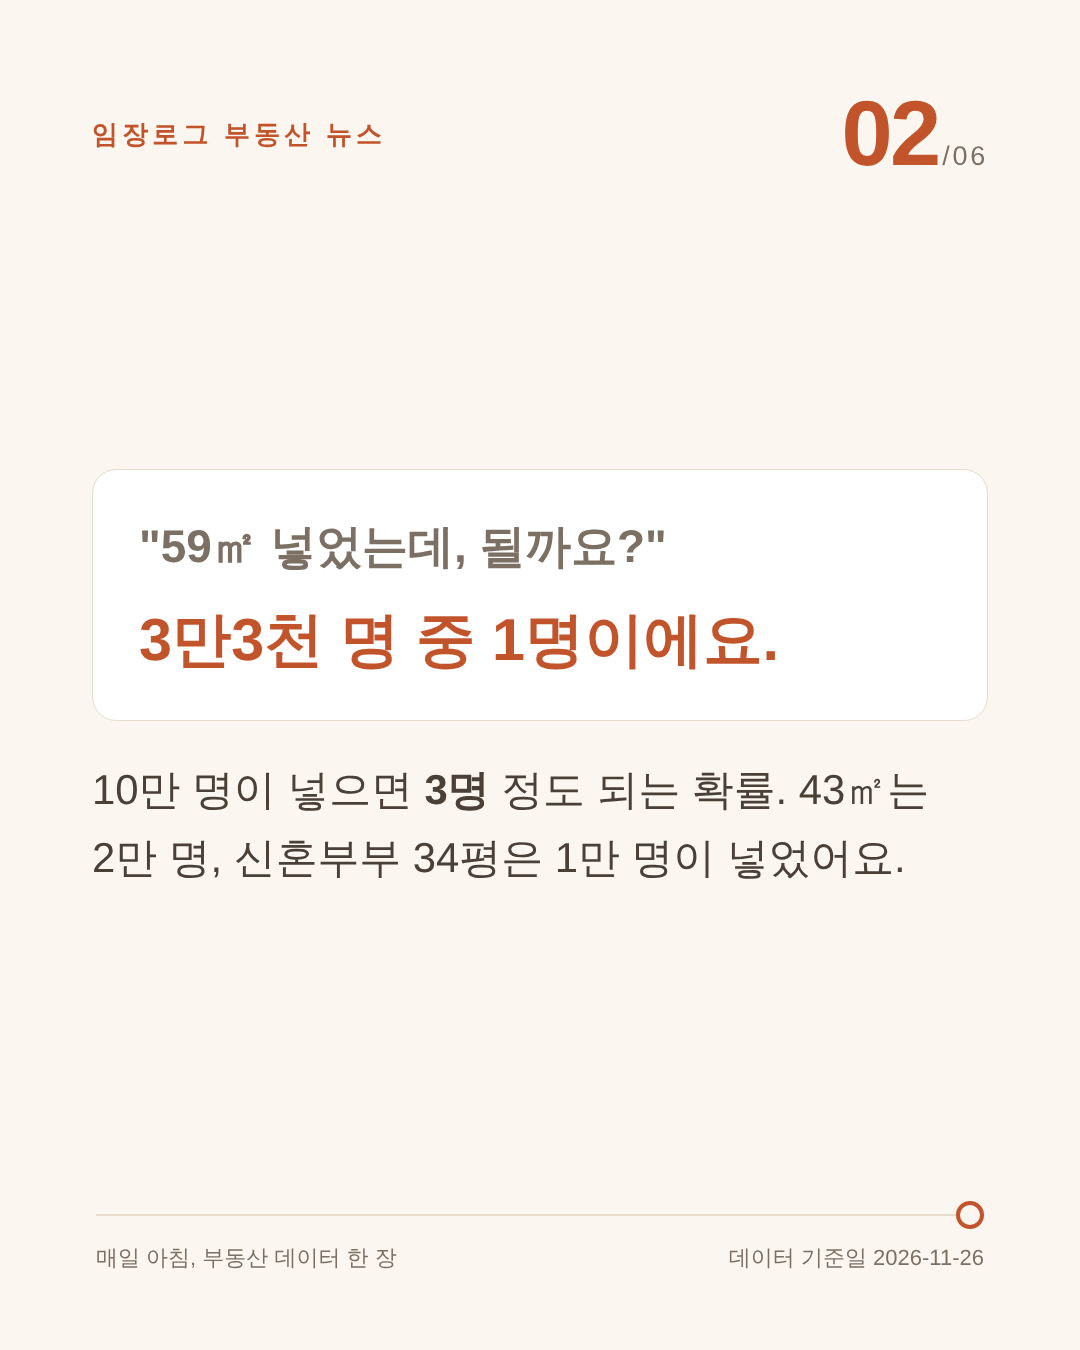 임장로그 부동산 뉴스
02/06
"59㎡ 넣었는데, 될까요?"
3만3천 명 중 1명이에요.
10만 명이 넣으면 3명 정도 되는 확률. 43㎡는
2만 명, 신혼부부 34평은 1만 명이 넣었어요.
매일 아침, 부동산 데이터 한 장
데이터 기준일 2026-11-26